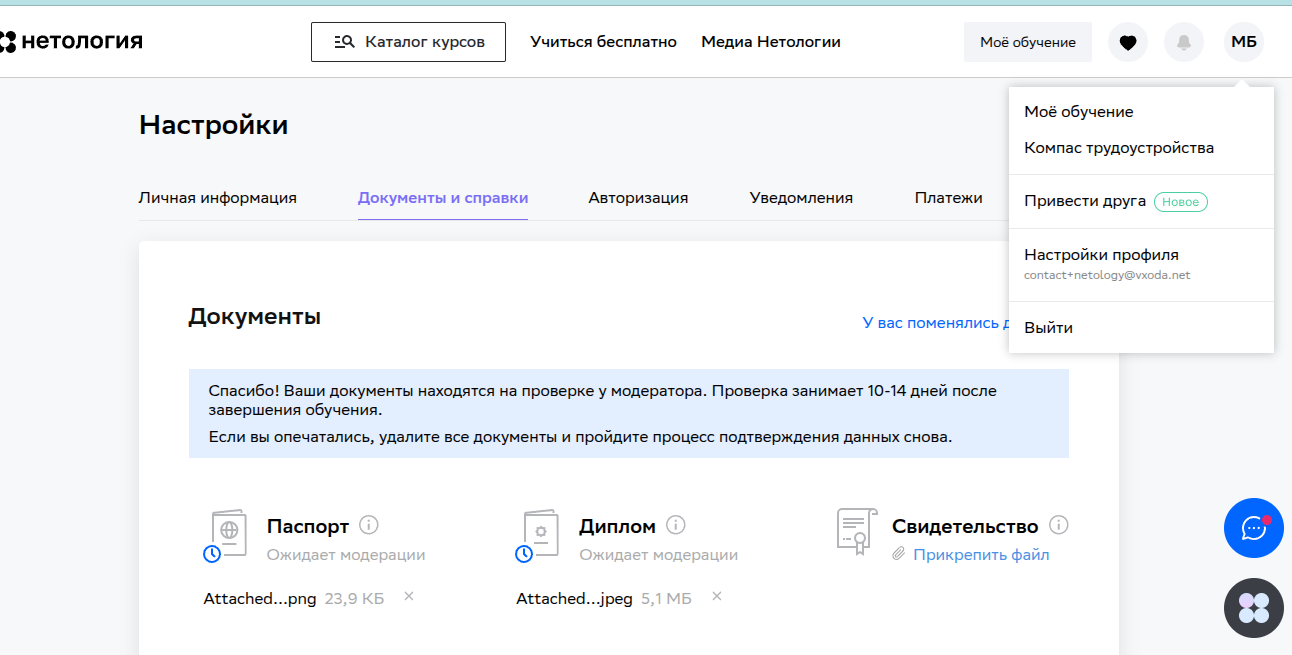 нетология
Каталог курсов
Учиться бесплатно
Медиа Нетологии
Моё обучение
МБ
Моё обучение
Компас трудоустройства
Привести друга Новое
Настройки профиля
contact+netology@vxoda.net
Выйти
Настройки
Личная информация
Документы и справки
Авторизация
Уведомления
Платежи
Документы
У вас поменялись
Спасибо! Ваши документы находятся на проверке у модератора. Проверка занимает 10-14 дней после
завершения обучения.
Если вы опечатались, удалите все документы и пройдите процесс подтверждения данных снова.
Паспорт
Ожидает модерации
Attached...png 23,9 КБ ×
Диплом
Ожидает модерации
Attached...jpeg 5,1 МБ ×
Свидетельство
Прикрепить файл